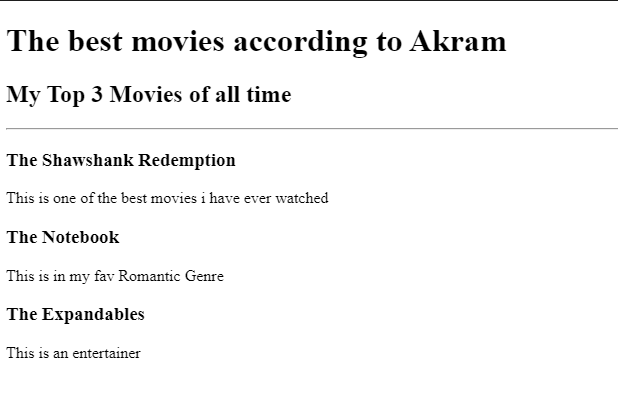 The best movies according to Akram
My Top 3 Movies of all time
The Shawshank Redemption
This is one of the best movies i have ever watched
The Notebook
This is in my fav Romantic Genre
The Expandables
This is an entertainer